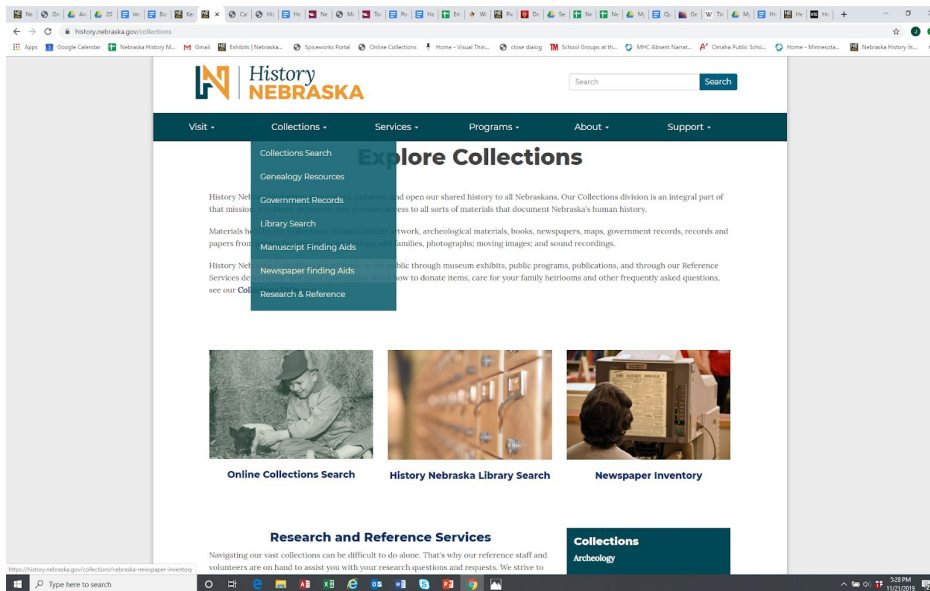 history.nebraska.gov/collections
Apps Google Calendar Nebraska History M... Gmail Exhibits | Nebraska... Spiceworks Portal Online Collections Home - Visual Thin... close dialog School Groups at th... MHC Absent Narrat... Omaha Public Scho... Home - Minnesota... Nebraska History In...
History
NEBRASKA
Search Search
Visit Collections Services Programs About Support
Explore Collections
Collections Search
Genealogy Resources
Government Records
Library Search
Manuscript Finding Aids
Newspaper finding Aids
Research & Reference
History and open our shared history to all Nebraskans. Our Collections division is an integral part of
that mission to all sorts of materials that document Nebraska's human history.
Materials artwork, archeological materials, books, newspapers, maps, government records, records and
papers from families, photographs; moving images; and sound recordings.
History public through museum exhibits, public programs, publications, and through our Reference
Services how to donate items, care for your family heirlooms and other frequently asked questions,
see our
Online Collections Search
History Nebraska Library Search
Newspaper Inventory
Research and Reference Services
Navigating our vast collections can be difficult to do alone. That's why our reference staff and
volunteers are on hand to assist you with your research questions and requests. We strive to
Collections
Archeology
https://history.nebraska.gov/collections/nebraska-newspaper-inventory
Type here to search
5:28 PM
11/21/2019